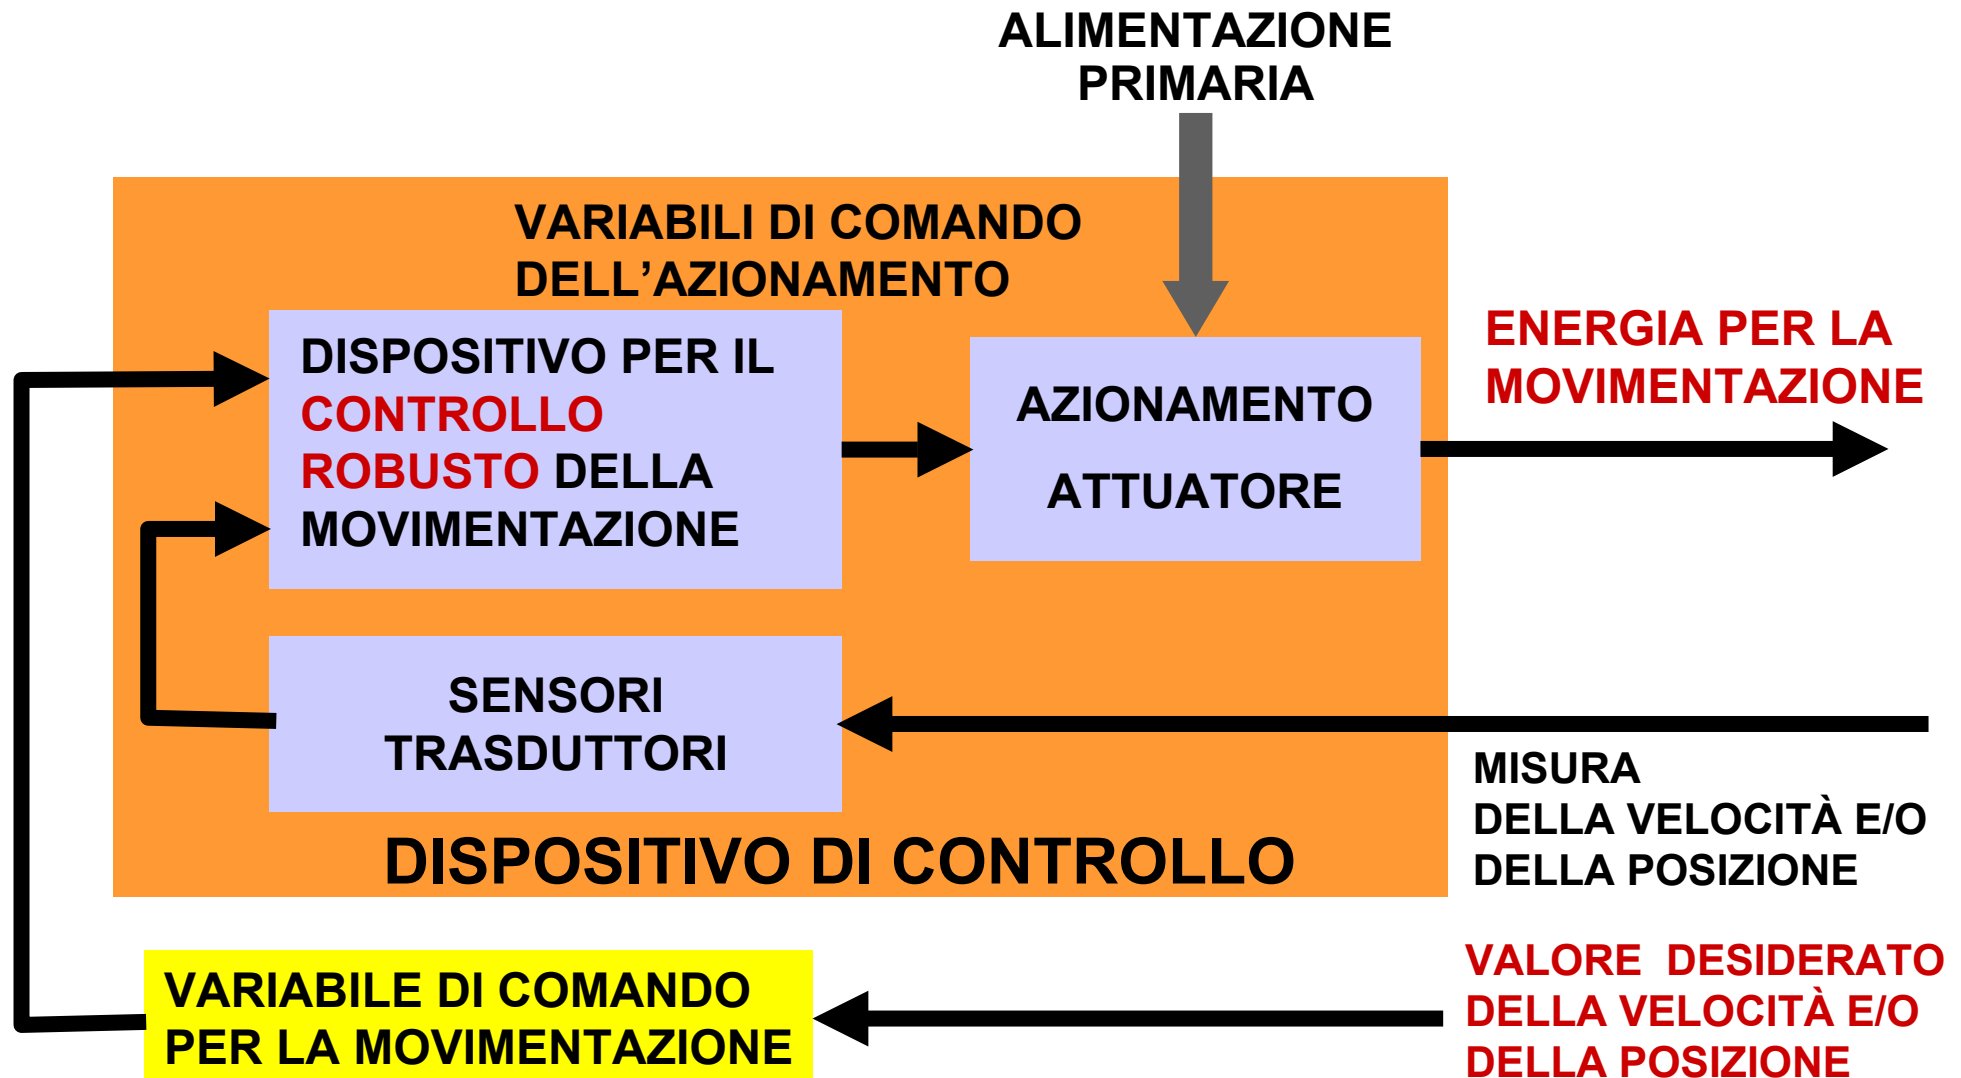 ALIMENTAZIONE
PRIMARIA
VARIABILI DI COMANDO
DELL’AZIONAMENTO
DISPOSITIVO PER IL
CONTROLLO
ROBUSTO DELLA
MOVIMENTAZIONE
AZIONAMENTO
ATTUATORE
ENERGIA PER LA
MOVIMENTAZIONE
SENSORI
TRASDUTTORI
MISURA
DELLA VELOCITÀ E/O
DELLA POSIZIONE
DISPOSITIVO DI CONTROLLO
VARIABILE DI COMANDO
PER LA MOVIMENTAZIONE
VALORE DESIDERATO
DELLA VELOCITÀ E/O
DELLA POSIZIONE